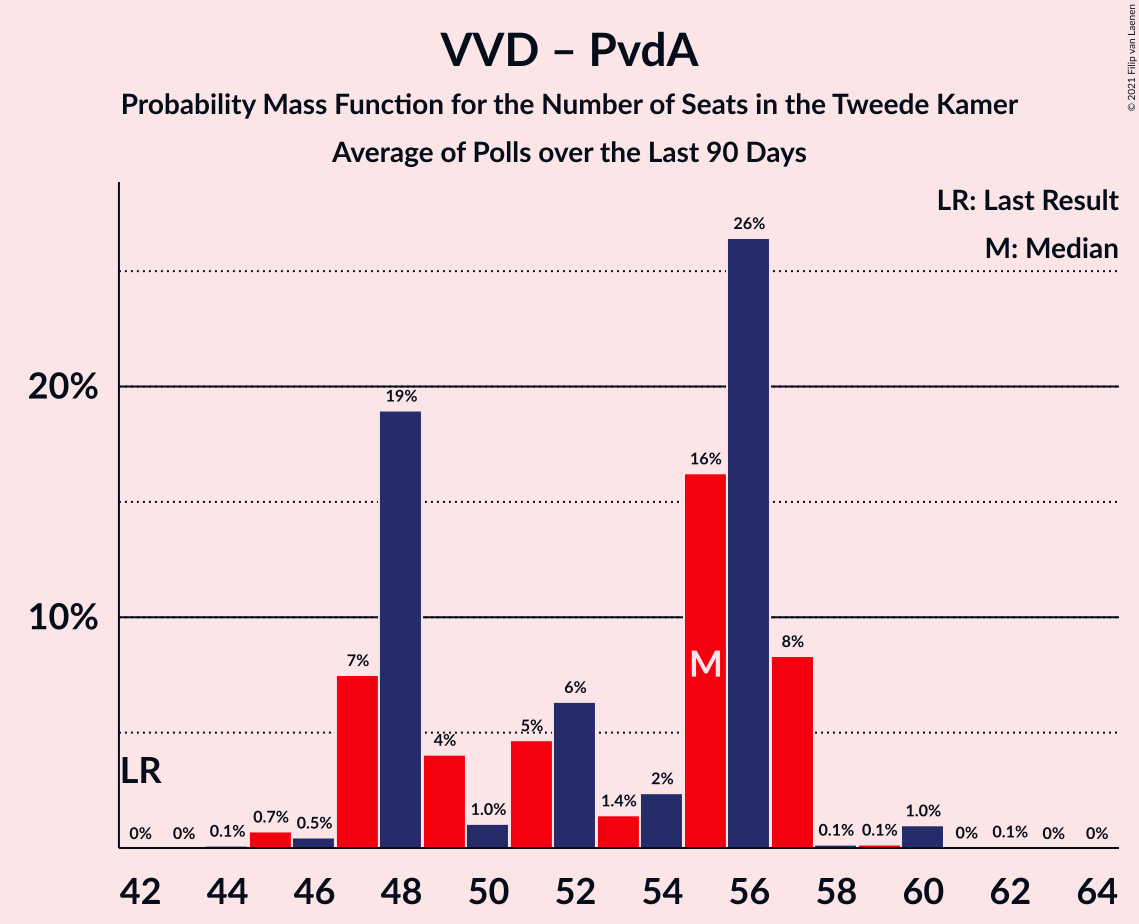 VVD – PvdA
Probability Mass Function for the Number of Seats in the Tweede Kamer
Average of Polls over the Last 90 Days
© 2021 Filip van Laenen
LR: Last Result
M: Median
26%
20%
19%
16%
10%
8%
7%
M
6%
5%
4%
2%
LR
1.4%
1.0%
1.0%
0.7%
0.5%
0% 0% 0.1% 0.1% 0.1% 0% 0.1% 0% 0%
42 44 46 48 50 52 54 56 58 60 62 64